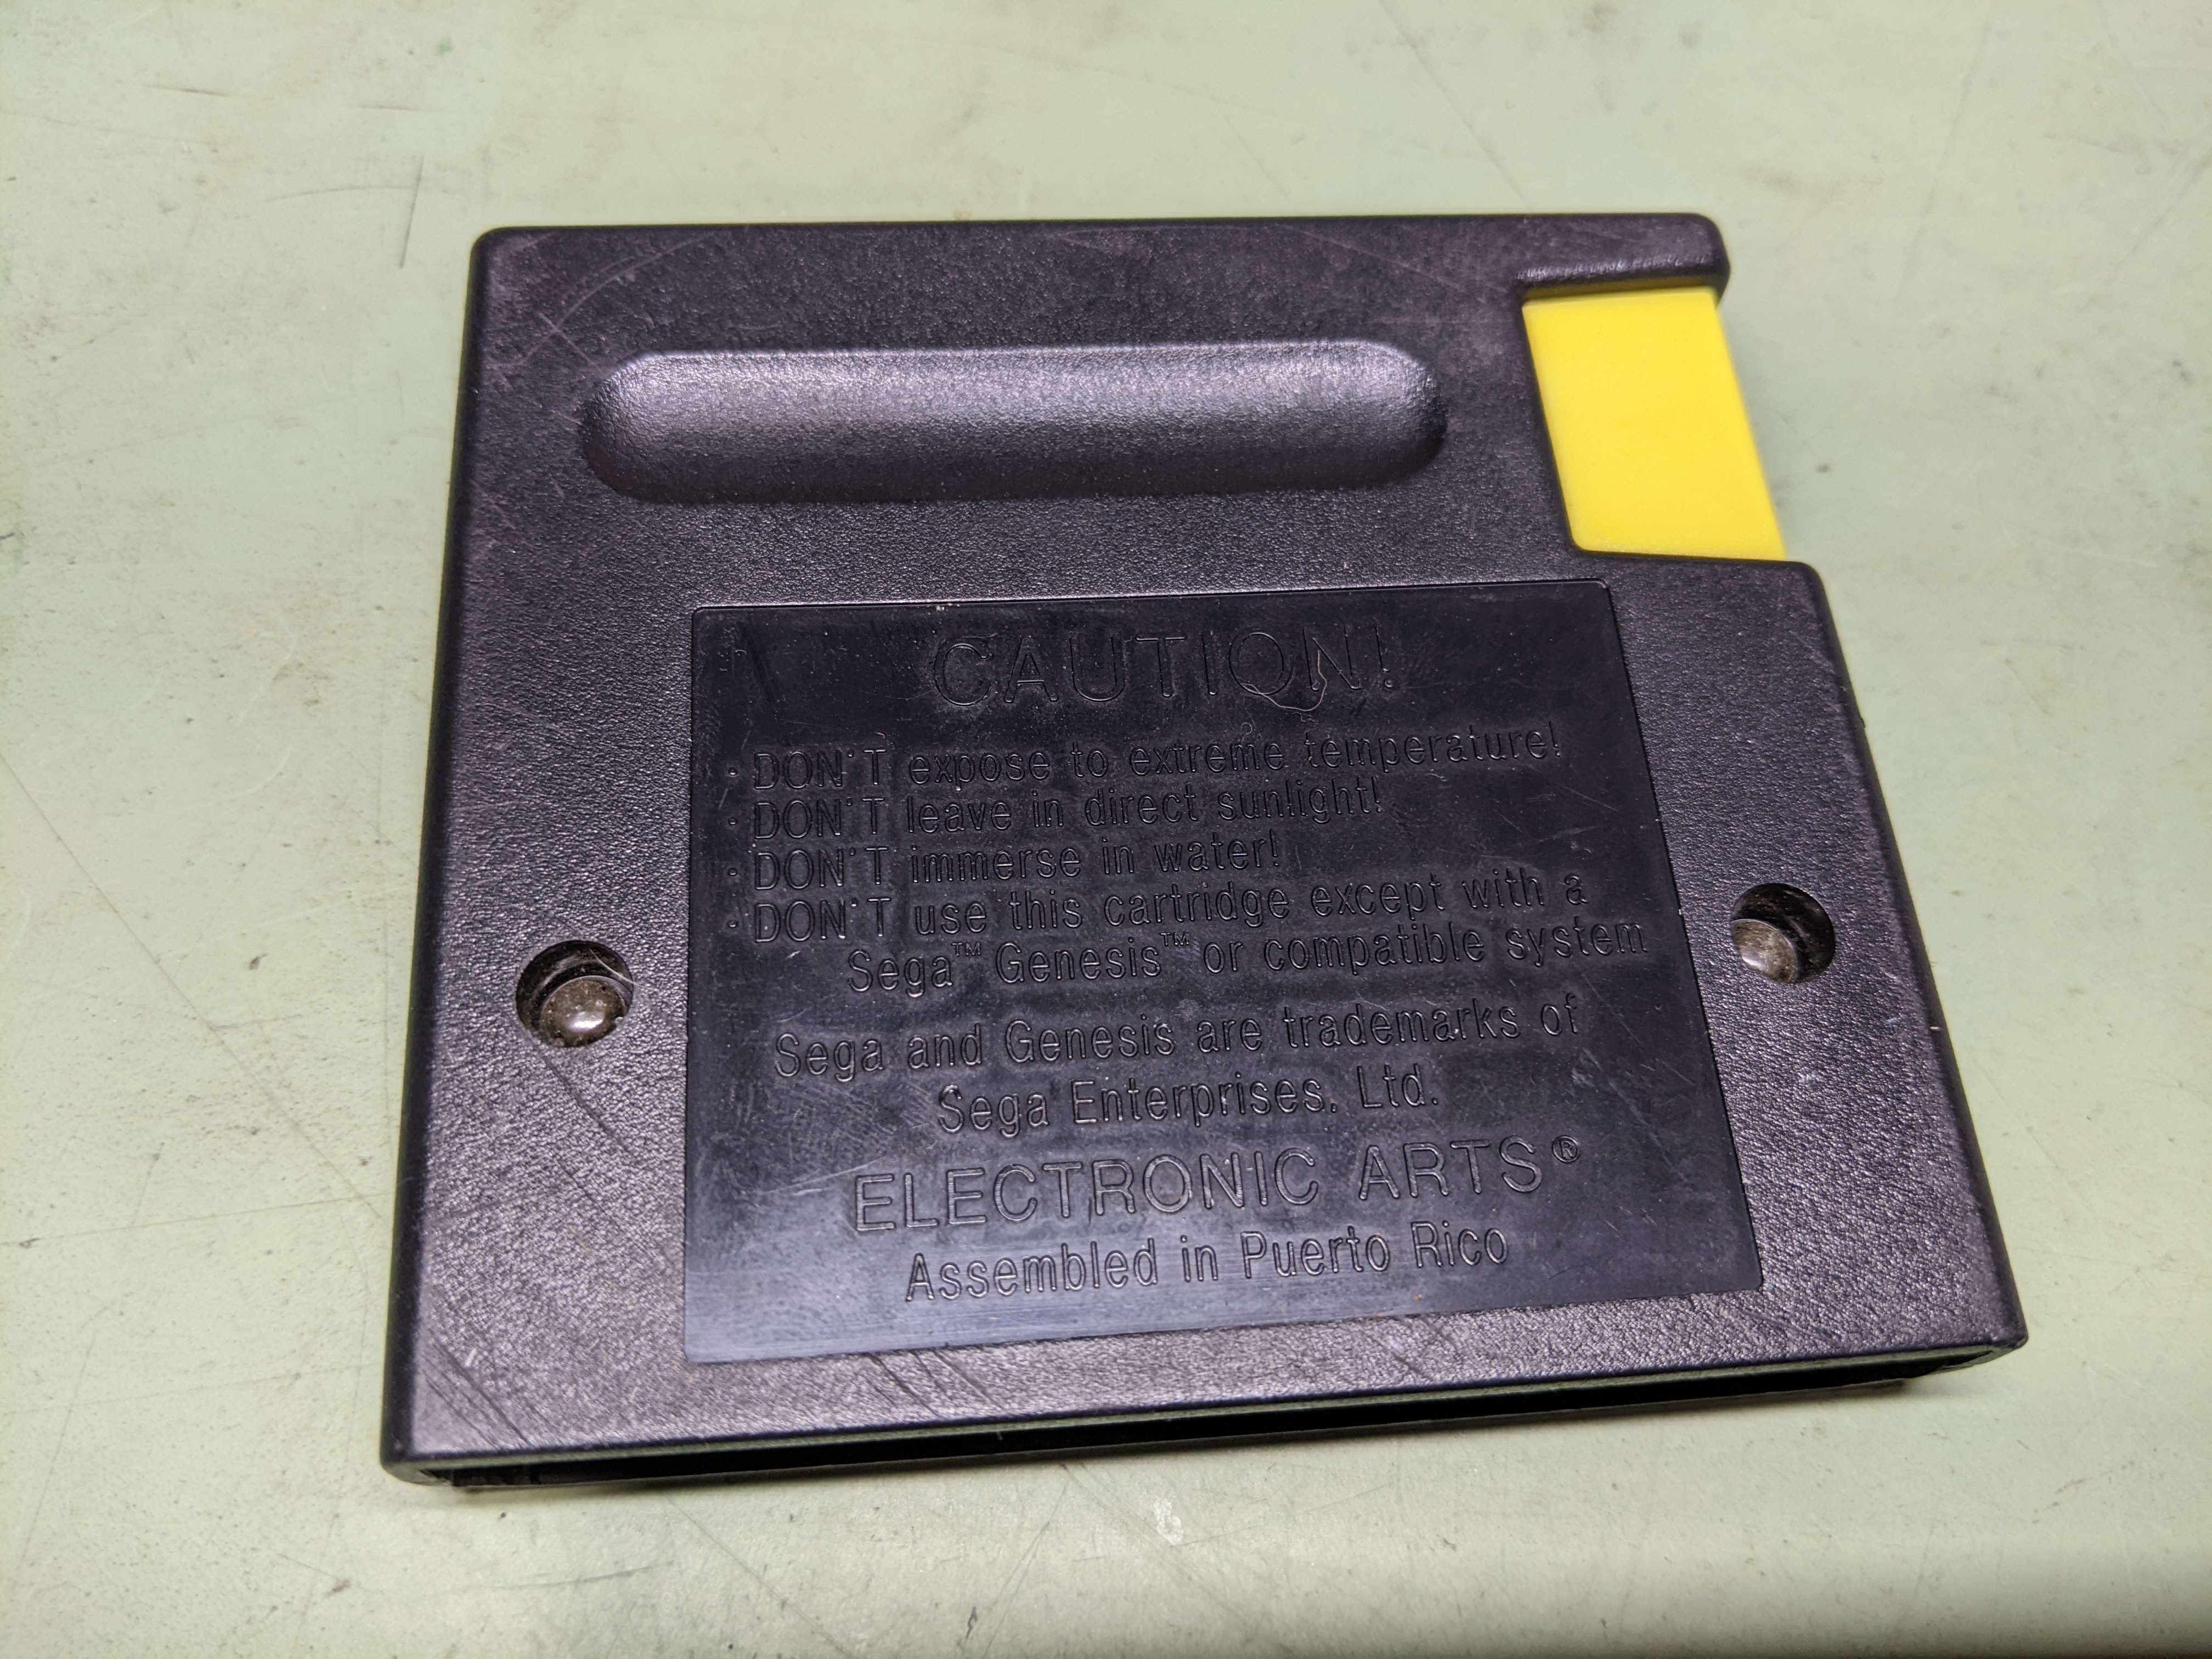 CAUTION!
· DON'T expose to extreme temperature!
· DON'T leave in direct sunlight!
· DON'T immerse in water!
· DON'T use this cartridge except with a
Sega™ Genesis™ or compatible system
Sega and Genesis are trademarks of
Sega Enterprises, Ltd.
ELECTRONIC ARTS®
Assembled in Puerto Rico